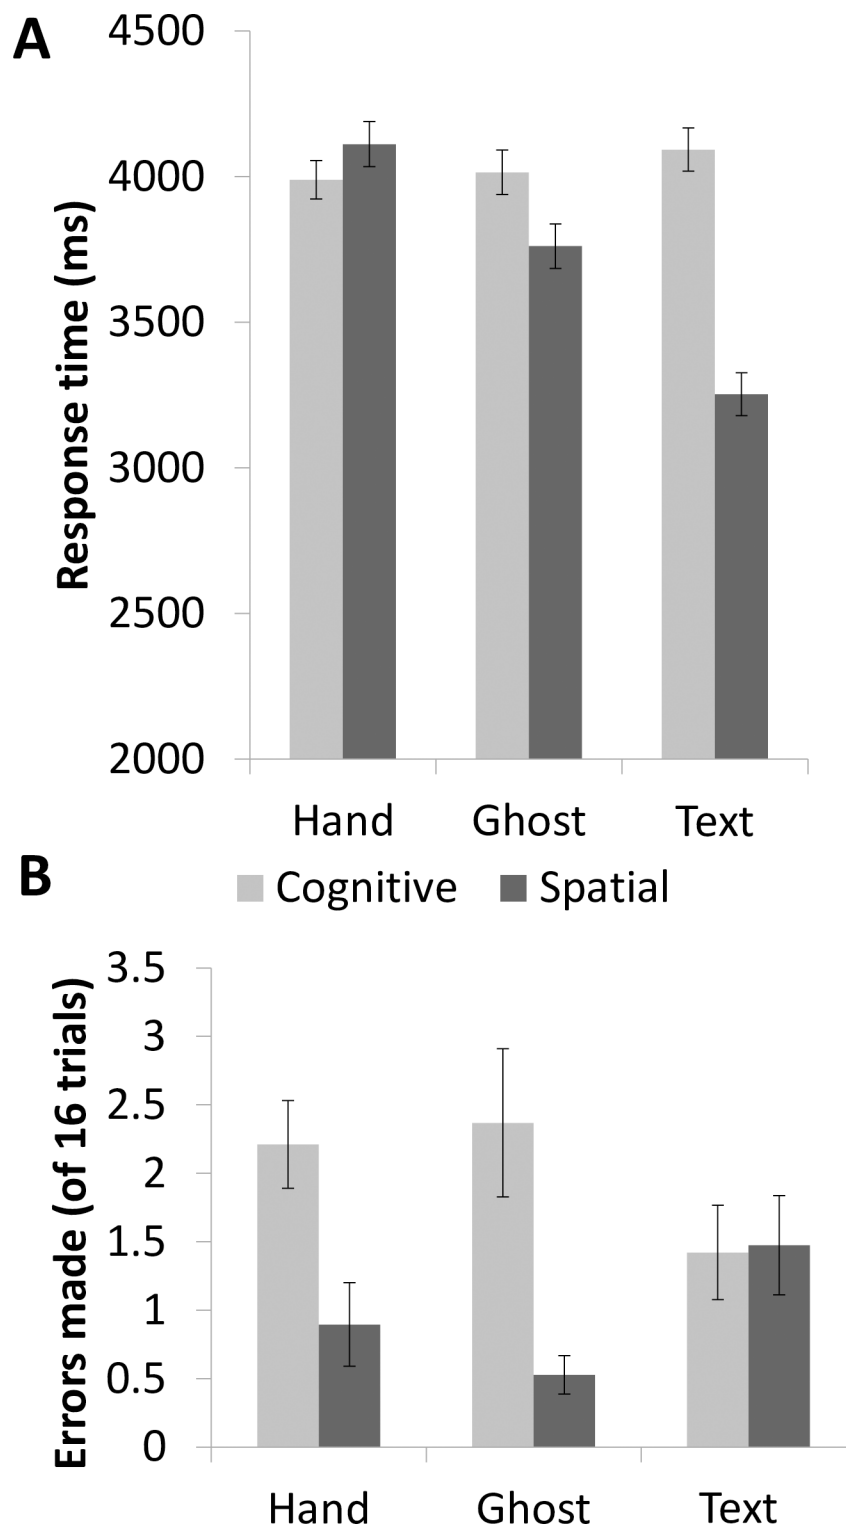 A
Response time (ms)
4500
4000
3500
3000
2500
2000
Hand Ghost Text
Cognitive Spatial
B
Errors made (of 16 trials)
3.5
3
2.5
2
1.5
1
0.5
0
Hand Ghost Text